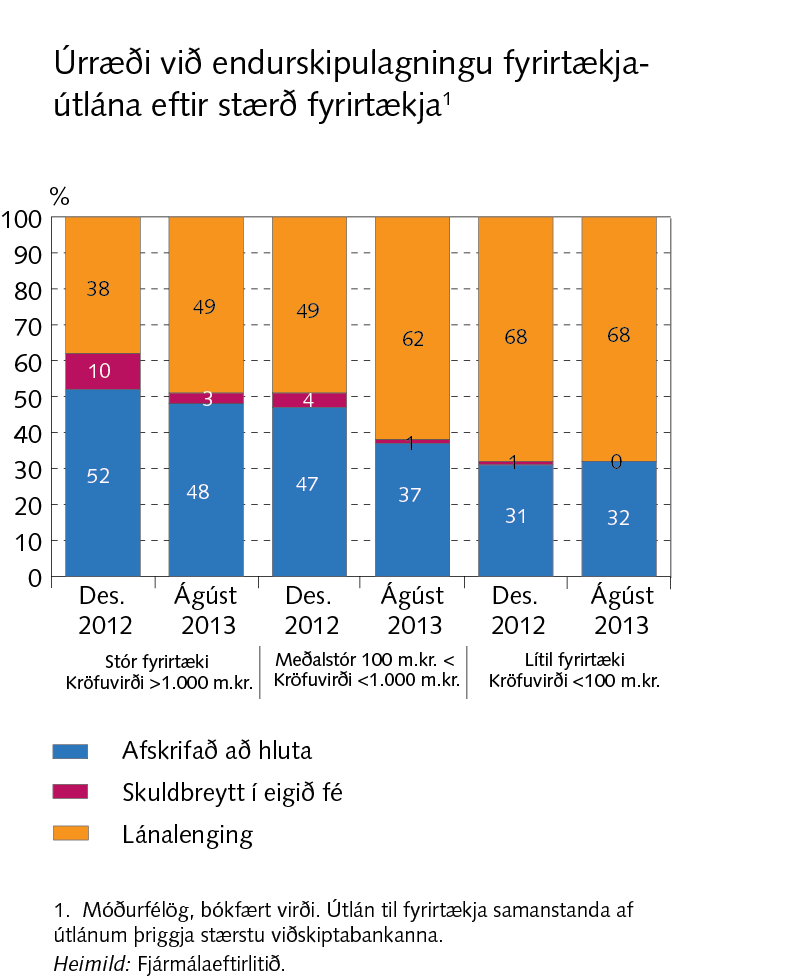 Úrræði við endurskipulagningu fyrirtækja-
útlána eftir stærð fyrirtækja¹
%
100
90
80
70
60
50
40
30
20
10
0
38
10
52
49
3
48
49
4
47
62
1
37
68
1
31
68
0
32
Des.
2012
Ágúst
2013
Des.
2012
Ágúst
2013
Des.
2012
Ágúst
2013
Stór fyrirtæki
Kröfuvirði >1.000 m.kr.
Meðalstór 100 m.kr. <
Kröfuvirði <1.000 m.kr.
Lítil fyrirtæki
Kröfuvirði <100 m.kr.
Afskrifað að hluta
Skuldbreytt í eigið fé
Lánalenging
1. Móðurfélög, bókfært virði. Útlán til fyrirtækja samanstanda af
útlánum þriggja stærstu viðskiptabankanna.
Heimild: Fjármálaeftirlitið.